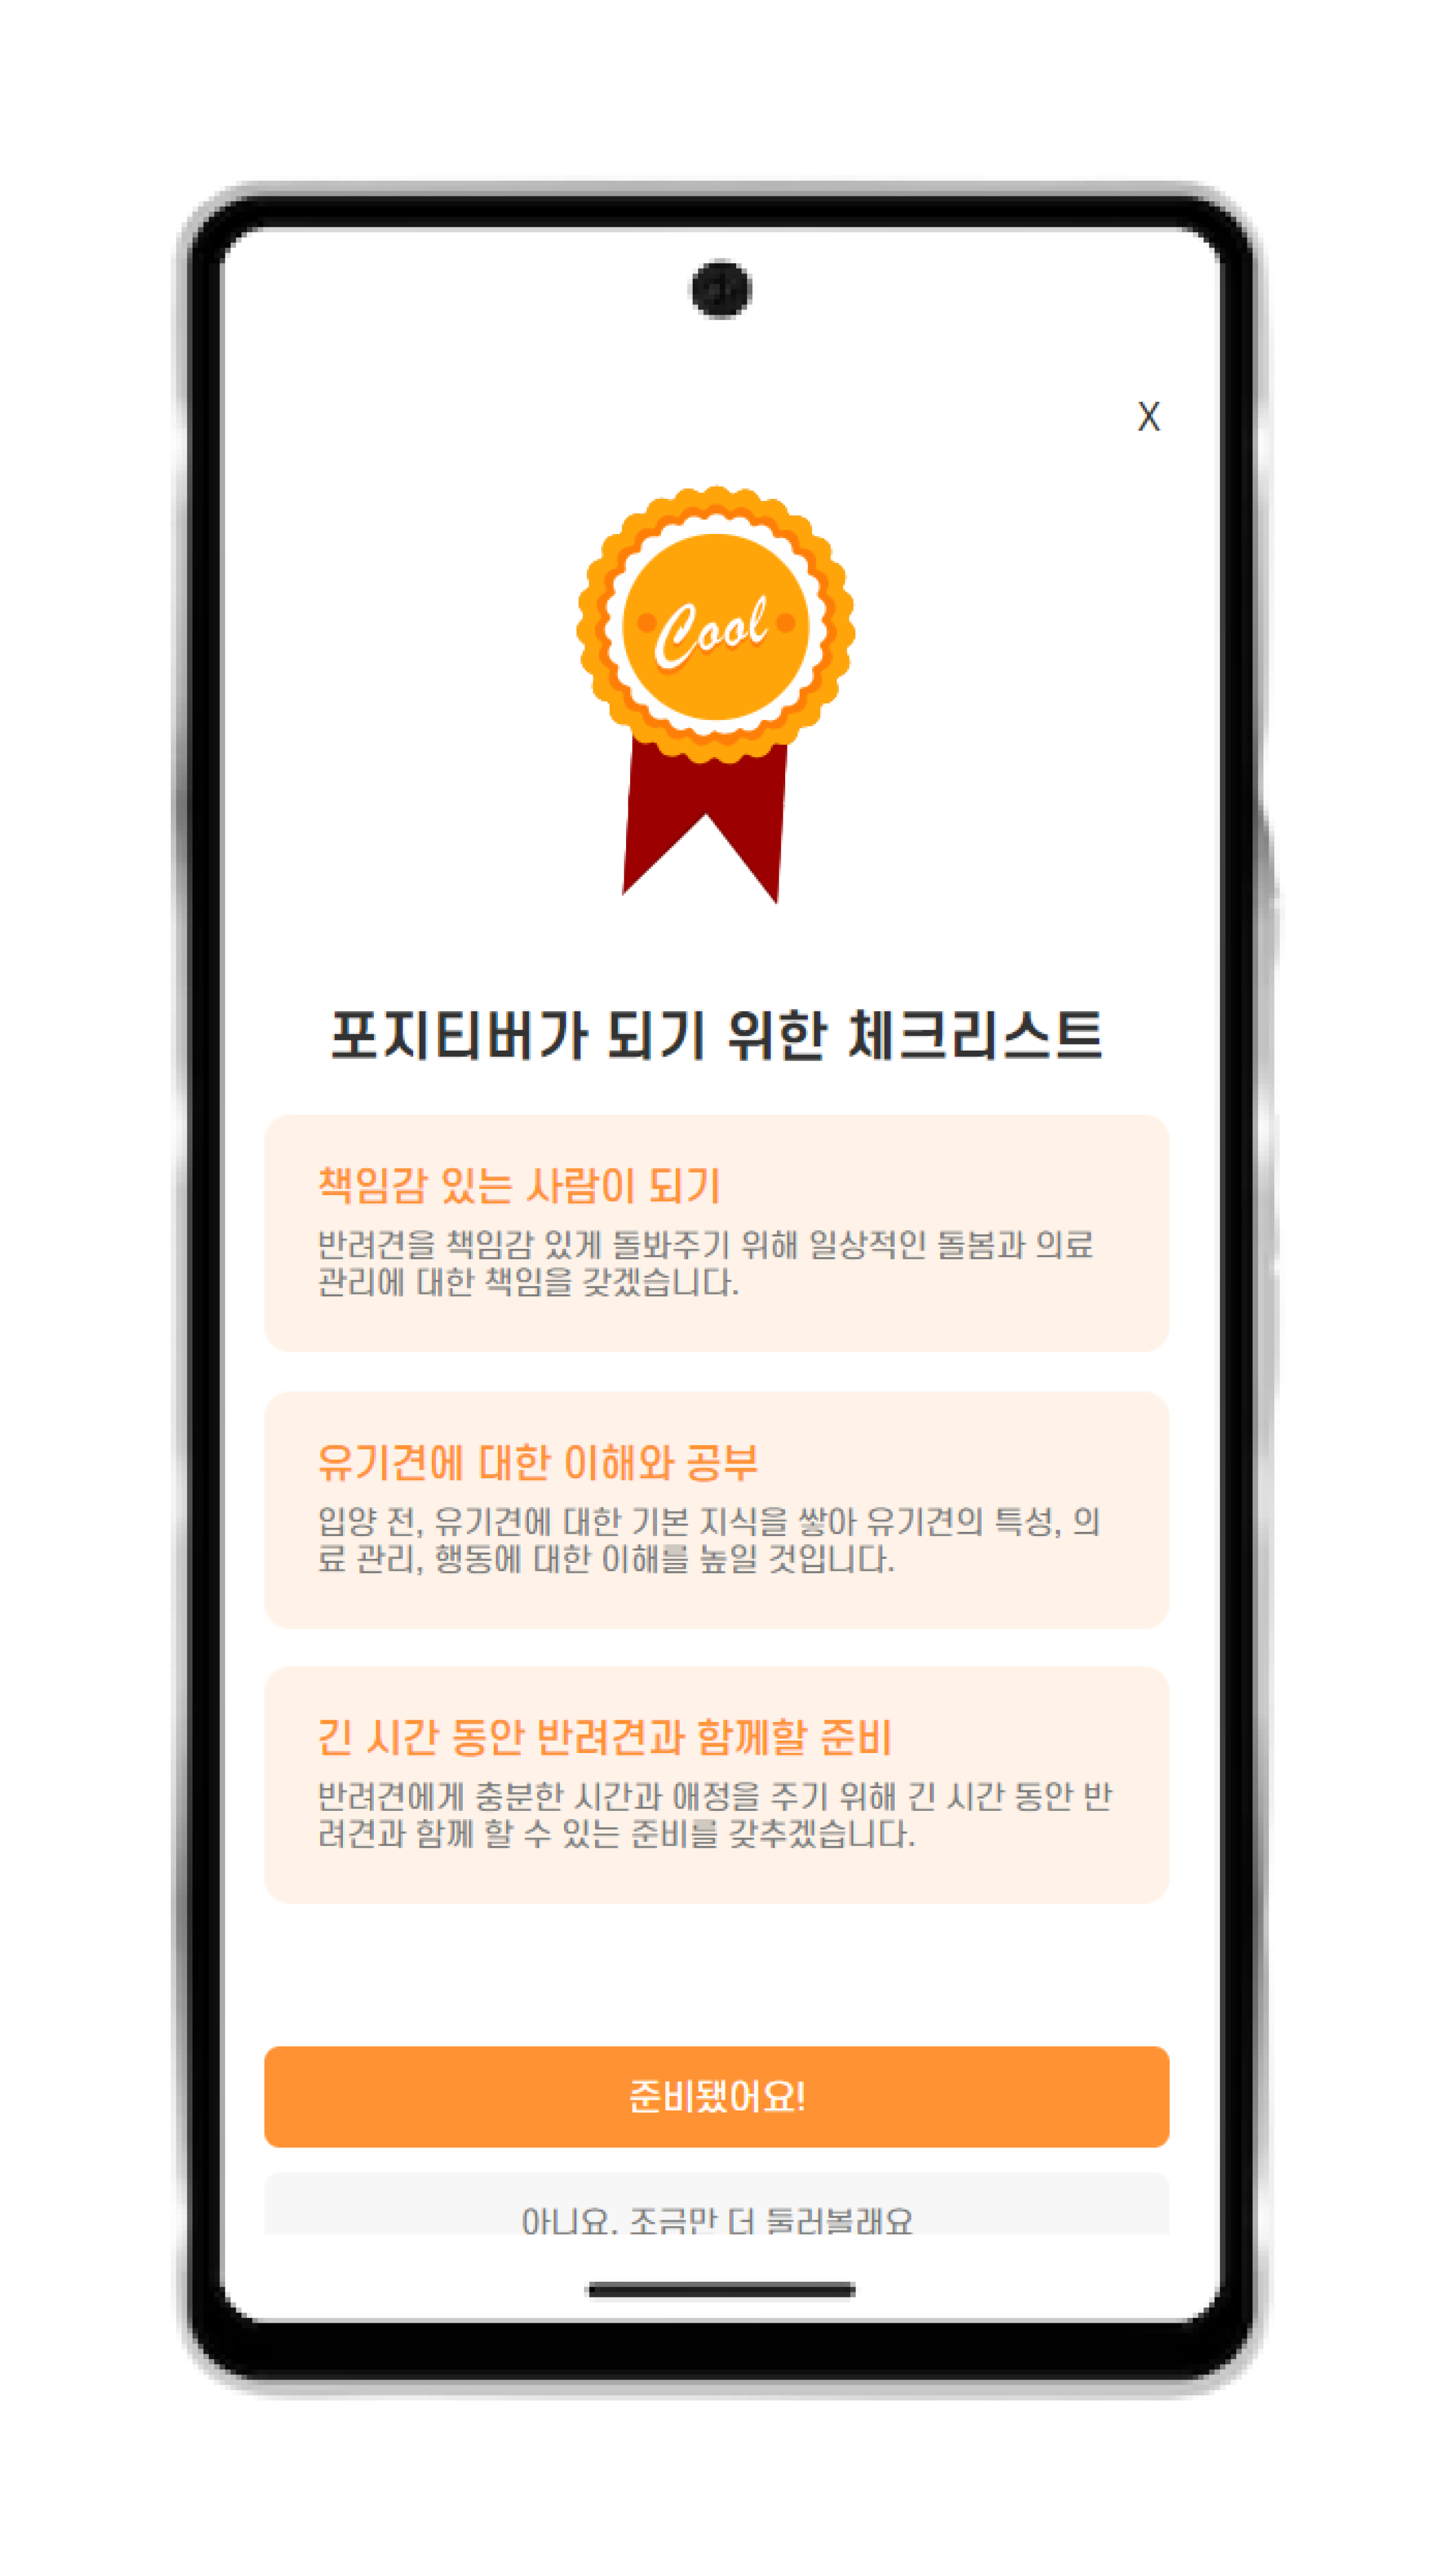 X
Cool
포지티버가 되기 위한 체크리스트
책임감 있는 사람이 되기
반려견을 책임감 있게 돌봐주기 위해 일상적인 돌봄과 의료
관리에 대한 책임을 갖겠습니다.
유기견에 대한 이해와 공부
입양 전, 유기견에 대한 기본 지식을 쌓아 유기견의 특성, 의
료 관리, 행동에 대한 이해를 높일 것입니다.
긴 시간 동안 반려견과 함께할 준비
반려견에게 충분한 시간과 애정을 주기 위해 긴 시간 동안 반
려견과 함께 할 수 있는 준비를 갖추겠습니다.
준비됐어요!
아니요. 조금만 더 둘러볼래요